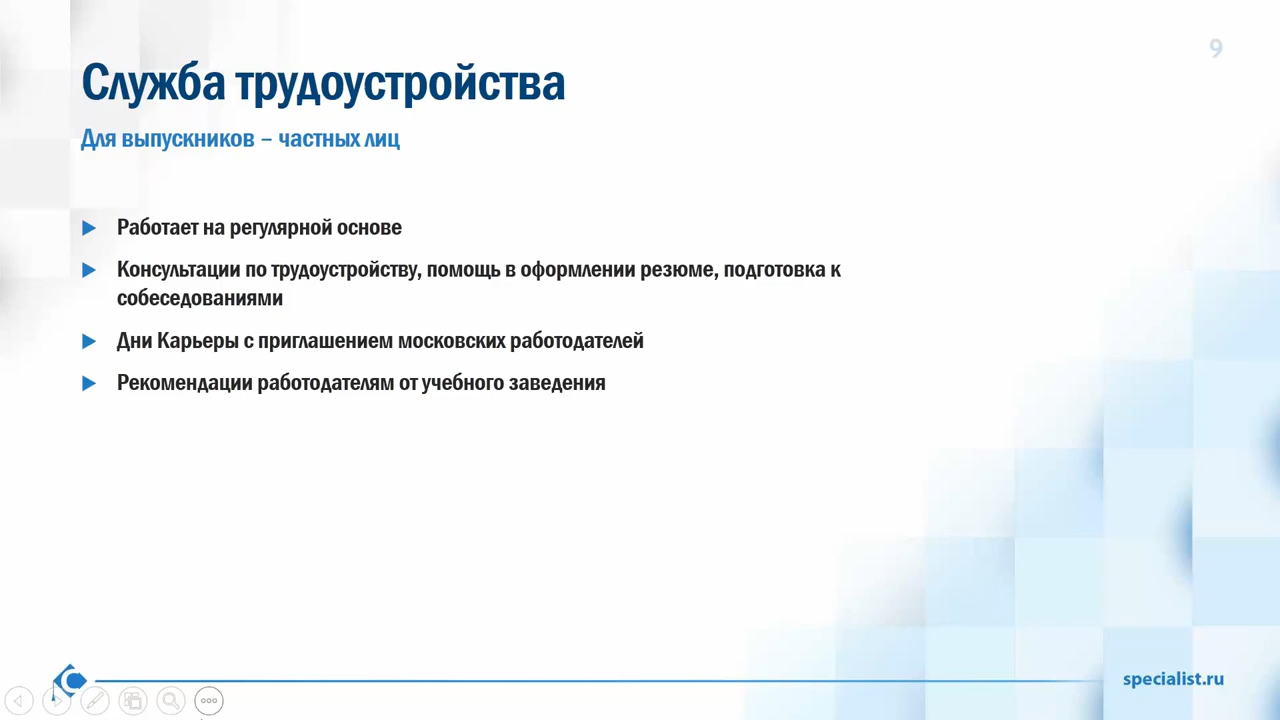 9
Служба трудоустройства
Для выпускников – частных лиц
Работает на регулярной основе
Консультации по трудоустройству, помощь в оформлении резюме, подготовка к
собеседованиями
Дни Карьеры с приглашением московских работодателей
Рекомендации работодателям от учебного заведения
specialist.ru